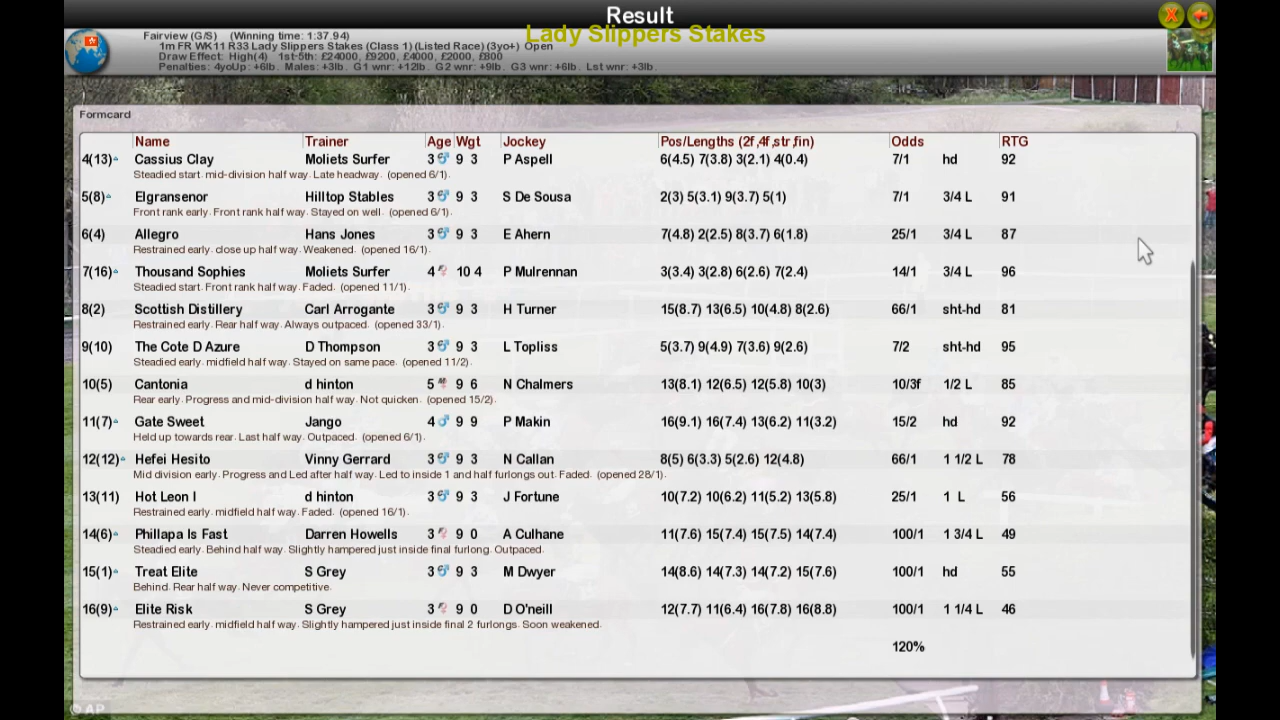 Result
Lady Slippers Stakes
Fairview (G/S) (Winning time: 1:37.94)
1m FR WK11 R33 Lady Slippers Stakes (Class 1) (Listed Race) (3yo+) Open
Draw Effect: High(4) 1st-5th: £24000, £9200, £4000, £2000, £800
Penalties: 4yoUp: +6lb. Males: +3lb. G1 wnr: +12lb. G2 wnr: +9lb. G3 wnr: +6lb. Lst wnr: +3lb.
Formcard
Name Trainer Age Wgt Jockey Pos/Lengths (2f,4f,str,fin) Odds RTG
4(13) Cassius Clay Moliets Surfer 3 9 3 P Aspell 6(4.5) 7(3.8) 3(2.1) 4(0.4) 7/1 hd 92
Steadied start. mid-division half way. Late headway. (opened 6/1).
5(8) Elgransenor Hilltop Stables 3 9 3 S De Sousa 2(3) 5(3.1) 9(3.7) 5(1) 7/1 3/4 L 91
Front rank early. Front rank half way. Stayed on well. (opened 6/1).
6(4) Allegro Hans Jones 3 9 3 E Ahern 7(4.8) 2(2.5) 8(3.7) 6(1.8) 25/1 3/4 L 87
Restrained early. close up half way. Weakened. (opened 16/1).
7(16) Thousand Sophies Moliets Surfer 4 10 4 P Mulrennan 3(3.4) 3(2.8) 6(2.6) 7(2.4) 14/1 3/4 L 96
Steadied start. Front rank half way. Faded. (opened 11/1).
8(2) Scottish Distillery Carl Arrogante 3 9 3 H Turner 15(8.7) 13(6.5) 10(4.8) 8(2.6) 66/1 sht-hd 81
Restrained early. Rear half way. Always outpaced. (opened 33/1).
9(10) The Cote D Azure D Thompson 3 9 3 L Topliss 5(3.7) 9(4.9) 7(3.6) 9(2.6) 7/2 sht-hd 95
Steadied early. midfield half way. Stayed on same pace. (opened 11/2).
10(5) Cantonia d hinton 5 9 6 N Chalmers 13(8.1) 12(6.5) 12(5.8) 10(3) 10/3f 1/2 L 85
Rear early. Progress and mid-division half way. Not quicken. (opened 15/2).
11(7) Gate Sweet Jango 4 9 9 P Makin 16(9.1) 16(7.4) 13(6.2) 11(3.2) 15/2 hd 92
Held up towards rear. Last half way. Outpaced. (opened 6/1).
12(12) Hefei Hesito Vinny Gerrard 3 9 3 N Callan 8(5) 6(3.3) 5(2.6) 12(4.8) 66/1 1 1/2 L 78
Mid division early. Progress and Led after half way. Led to inside 1 and half furlongs out. Faded. (opened 28/1).
13(11) Hot Leon I d hinton 3 9 3 J Fortune 10(7.2) 10(6.2) 11(5.2) 13(5.8) 25/1 1 L 56
Restrained early. midfield half way. Faded. (opened 16/1).
14(6) Phillapa Is Fast Darren Howells 3 9 0 A Culhane 11(7.6) 15(7.4) 15(7.5) 14(7.4) 100/1 1 3/4 L 49
Steadied early. Behind half way. Slightly hampered just inside final furlong. Outpaced.
15(1) Treat Elite S Grey 3 9 3 M Dwyer 14(8.6) 14(7.3) 14(7.2) 15(7.6) 100/1 hd 55
Behind. Rear half way. Never competitive.
16(9) Elite Risk S Grey 3 9 0 D O'neill 12(7.7) 11(6.4) 16(7.8) 16(8.8) 100/1 1 1/4 L 46
Restrained early. midfield half way. Slightly hampered just inside final 2 furlongs. Soon weakened.
120%
© AP